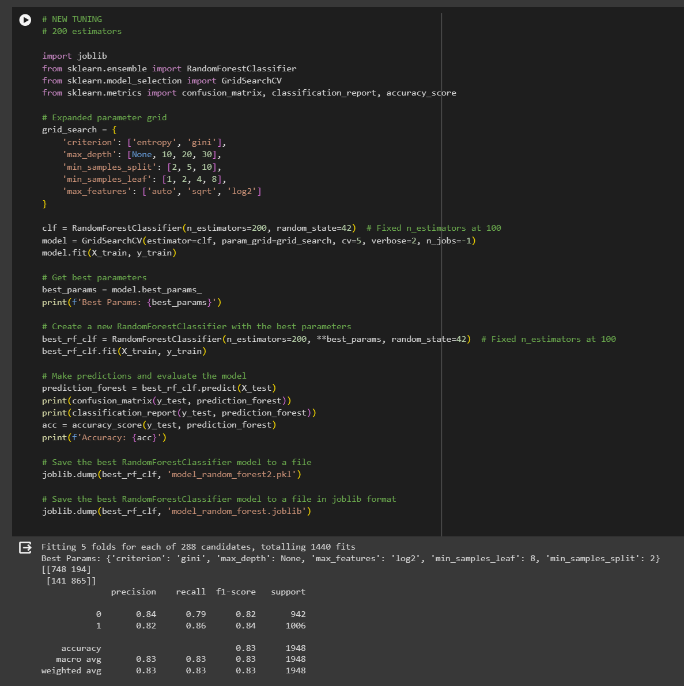 # NEW TUNING
# 200 estimators
import joblib
from sklearn.ensemble import RandomForestClassifier
from sklearn.model_selection import GridSearchCV
from sklearn.metrics import confusion_matrix, classification_report, accuracy_score
# Expanded parameter grid
grid_search = {
'criterion': ['entropy', 'gini'],
'max_depth': [None, 10, 20, 30],
'min_samples_split': [2, 5, 10],
'min_samples_leaf': [1, 2, 4, 8],
'max_features': ['auto', 'sqrt', 'log2']
}
clf = RandomForestClassifier(n_estimators=200, random_state=42)  # Fixed n_estimators at 100
model = GridSearchCV(estimator=clf, param_grid=grid_search, cv=5, verbose=2, n_jobs=-1)
model.fit(X_train, y_train)
# Get best parameters
best_params = model.best_params_
print(f'Best Params: {best_params}')
# Create a new RandomForestClassifier with the best parameters
best_rf_clf = RandomForestClassifier(n_estimators=200, **best_params, random_state=42)  # Fixed n_estimators at 100
best_rf_clf.fit(X_train, y_train)
# Make predictions and evaluate the model
prediction_forest = best_rf_clf.predict(X_test)
print(confusion_matrix(y_test, prediction_forest))
print(classification_report(y_test, prediction_forest))
acc = accuracy_score(y_test, prediction_forest)
print(f'Accuracy: {acc}')
# Save the best RandomForestClassifier model to a file
joblib.dump(best_rf_clf, 'model_random_forest2.pkl')
# Save the best RandomForestClassifier model to a file in joblib format
joblib.dump(best_rf_clf, 'model_random_forest.joblib')
Fitting 5 folds for each of 288 candidates, totalling 1440 fits
Best Params: {'criterion': 'gini', 'max_depth': None, 'max_features': 'log2', 'min_samples_leaf': 8, 'min_samples_split': 2}
[[748 194]
[141 865]]
precision recall f1-score support
0 0.84 0.79 0.82 942
1 0.82 0.86 0.84 1006
accuracy 0.83 1948
macro avg 0.83 0.83 0.83 1948
weighted avg 0.83 0.83 0.83 1948